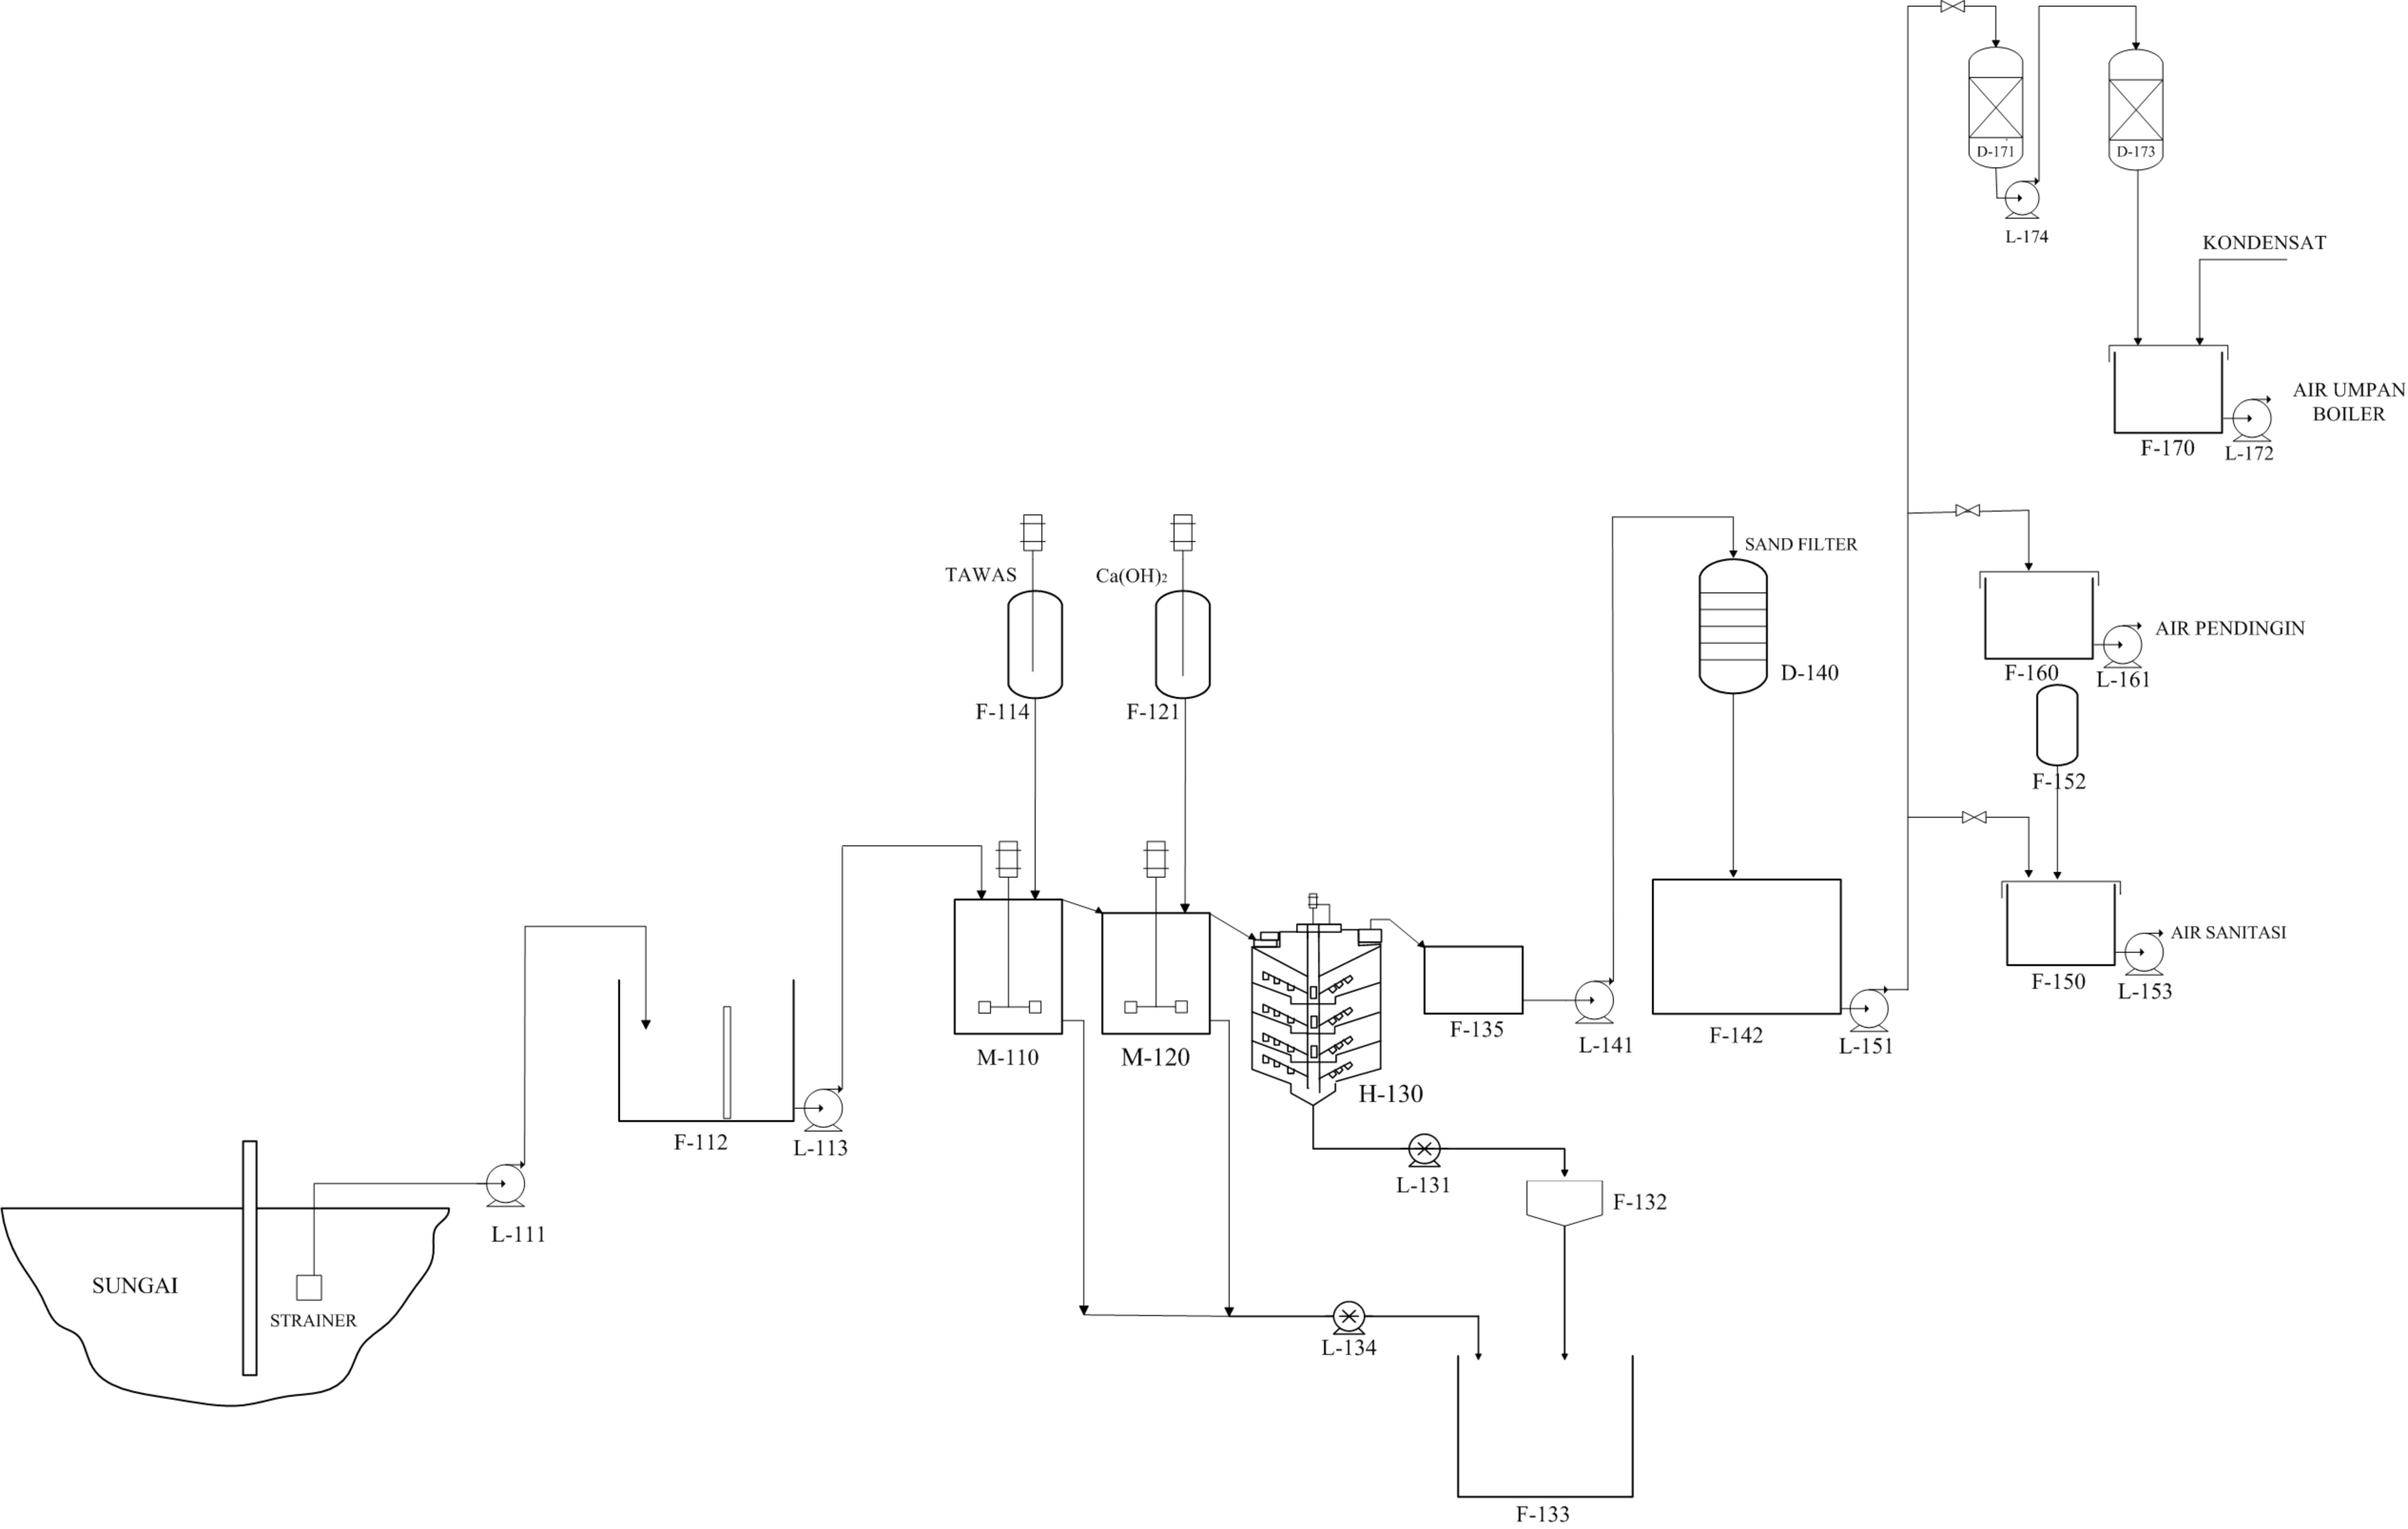 D-171
D-173
L-174
KONDENSAT
AIR UMPAN
BOILER
F-170
L-172
SAND FILTER
TAWAS
Ca(OH)2
AIR PENDINGIN
F-160
L-161
D-140
F-114
F-121
F-152
AIR SANITASI
F-150
L-153
F-135
L-141
F-142
L-151
M-110
M-120
H-130
F-112
L-113
L-131
F-132
L-111
SUNGAI
STRAINER
L-134
F-133